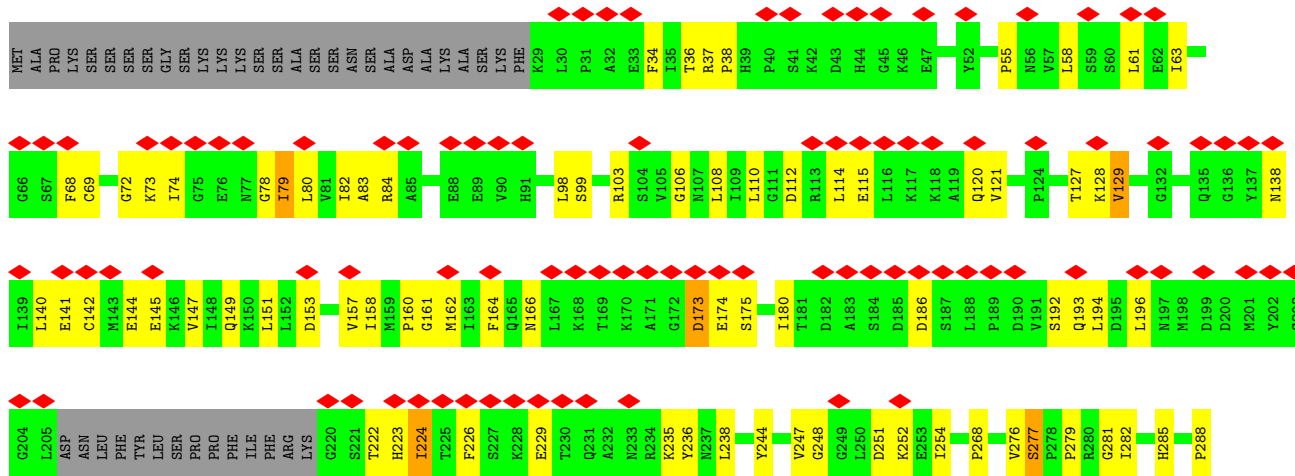 MET ALA PRO LYS SER SER SER SER GLY SER LYS LYS LYS SER SER ALA SER SER ASN SER ALA ASP ALA LYS ALA SER LYS PHE K29 L30 P31 A32 E33 F34 I35 T36 R37 P38 H39 P40 S41 K42 D43 H44 G45 K46 E47 Y52 P55 N56 V57 L58 S59 S60 L61 E62 I63
G66 S67 F68 C69 G72 K73 I74 G75 E76 N77 G78 I79 L80 V81 I82 A83 R84 A85 E88 E89 V90 H91 L98 S99 R103 S104 V105 G106 N107 L108 I109 L110 G111 D112 R113 L114 E115 L116 K117 K118 A119 Q120 V121 P124 T127 K128 V129 G132 Q135 G136 Y137 N138
I139 L140 E141 C142 M143 E144 E145 K146 V147 I148 Q149 K150 L151 L152 D153 V157 I158 M159 P160 G161 M162 I163 F164 Q165 N166 L167 K168 T169 K170 A171 G172 D173 E174 S175 I180 T181 D182 A183 S184 D185 D186 S187 L188 P189 D190 V191 S192 Q193 L194 D195 L196 N197 M198 D199 D200 M201 Y202
G204 L205 ASP ASN LEU PHE TYR LEU SER PRO PRO PHE ILE PHE ARG LYS G220 S221 T222 H223 I224 T225 F226 S227 K228 E229 T230 Q231 A232 N233 R234 K235 Y236 N237 L238 Y244 V247 G248 G249 L250 D251 K252 E253 I254 P268 V276 S277 P278 P279 R280 G281 I282 H285 P288